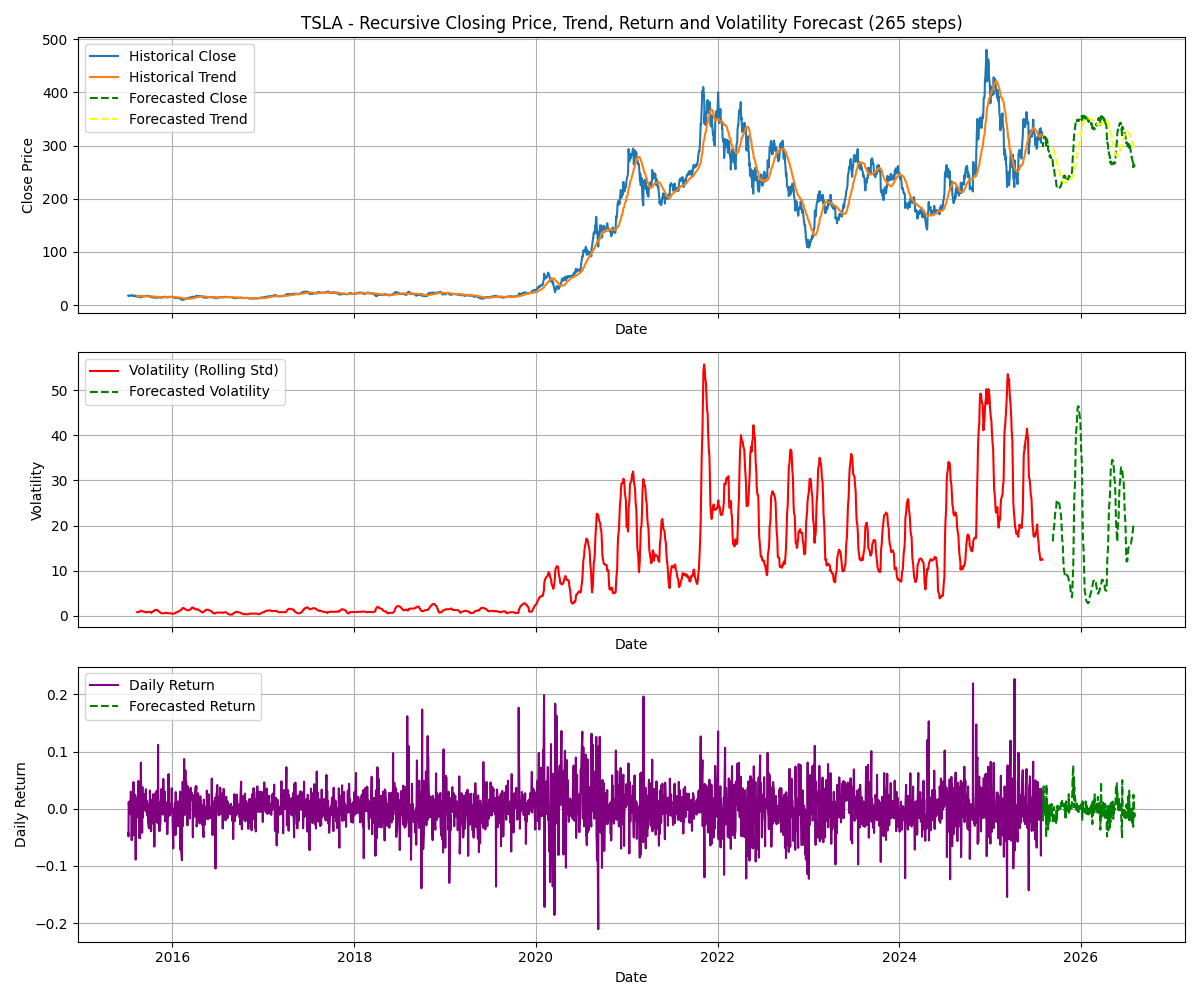 TSLA - Recursive Closing Price, Trend, Return and Volatility Forecast (265 steps)
500
400
300
200
100
0
Close Price
Historical Close
Historical Trend
Forecasted Close
Forecasted Trend
Date
50
40
30
20
10
0
Volatility
Volatility (Rolling Std)
Forecasted Volatility
Date
0.2
0.1
0.0
−0.1
−0.2
Daily Return
Daily Return
Forecasted Return
2016
2018
2020
2022
2024
2026
Date